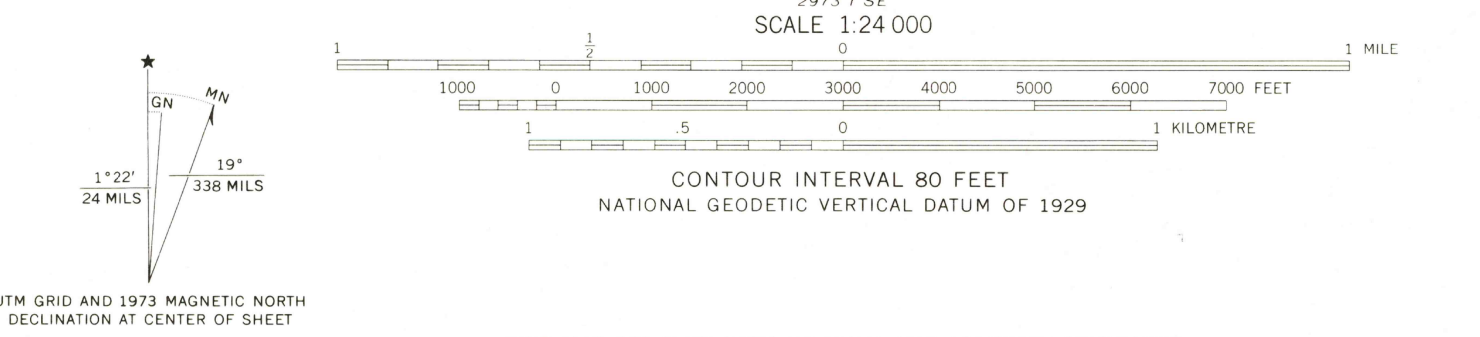 2973 I SE
SCALE 1:24 000
1 1/2 0 1 MILE
1000 0 1000 2000 3000 4000 5000 6000 7000 FEET
1 .5 0 1 KILOMETRE
CONTOUR INTERVAL 80 FEET
NATIONAL GEODETIC VERTICAL DATUM OF 1929
★
GN MN
1°22′ 19°
24 MILS 338 MILS
UTM GRID AND 1973 MAGNETIC NORTH
DECLINATION AT CENTER OF SHEET